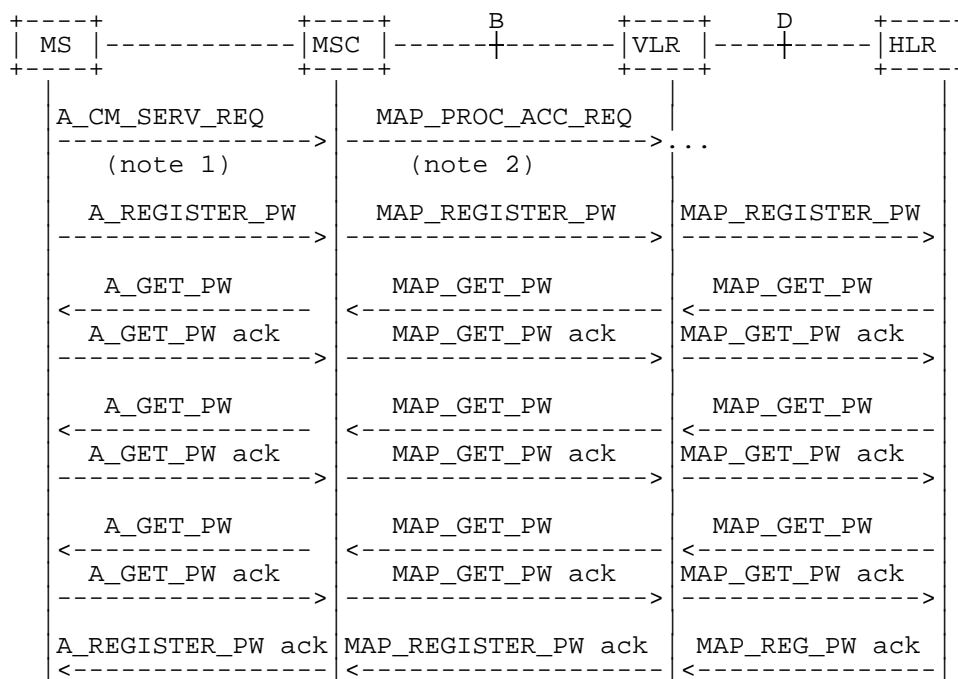 B D
MS MSC VLR HLR
A_CM_SERV_REQ MAP_PROC_ACC_REQ
...
(note 1) (note 2)
A_REGISTER_PW MAP_REGISTER_PW MAP_REGISTER_PW
A_GET_PW MAP_GET_PW MAP_GET_PW
A_GET_PW ack MAP_GET_PW ack MAP_GET_PW ack
A_GET_PW MAP_GET_PW MAP_GET_PW
A_GET_PW ack MAP_GET_PW ack MAP_GET_PW ack
A_GET_PW MAP_GET_PW MAP_GET_PW
A_GET_PW ack MAP_GET_PW ack MAP_GET_PW ack
A_REGISTER_PW ack MAP_REGISTER_PW ack MAP_REG_PW ack